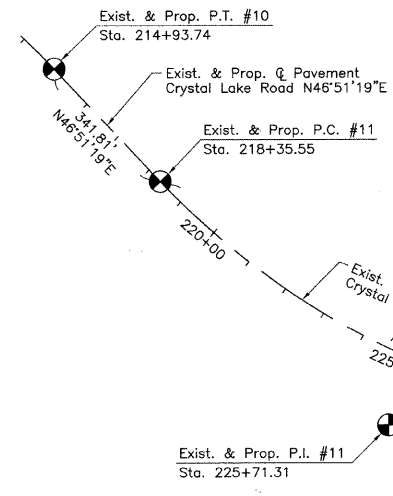 Exist. & Prop. P.T. #10
Sta. 214+93.74
Exist. & Prop. ℄ Pavement
Crystal Lake Road N46°51'19"E
341.81'
N46°51'19"E
Exist. & Prop. P.C. #11
Sta. 218+35.55
220+00
Exist.
Crystal
225
Exist. & Prop. P.I. #11
Sta. 225+71.31